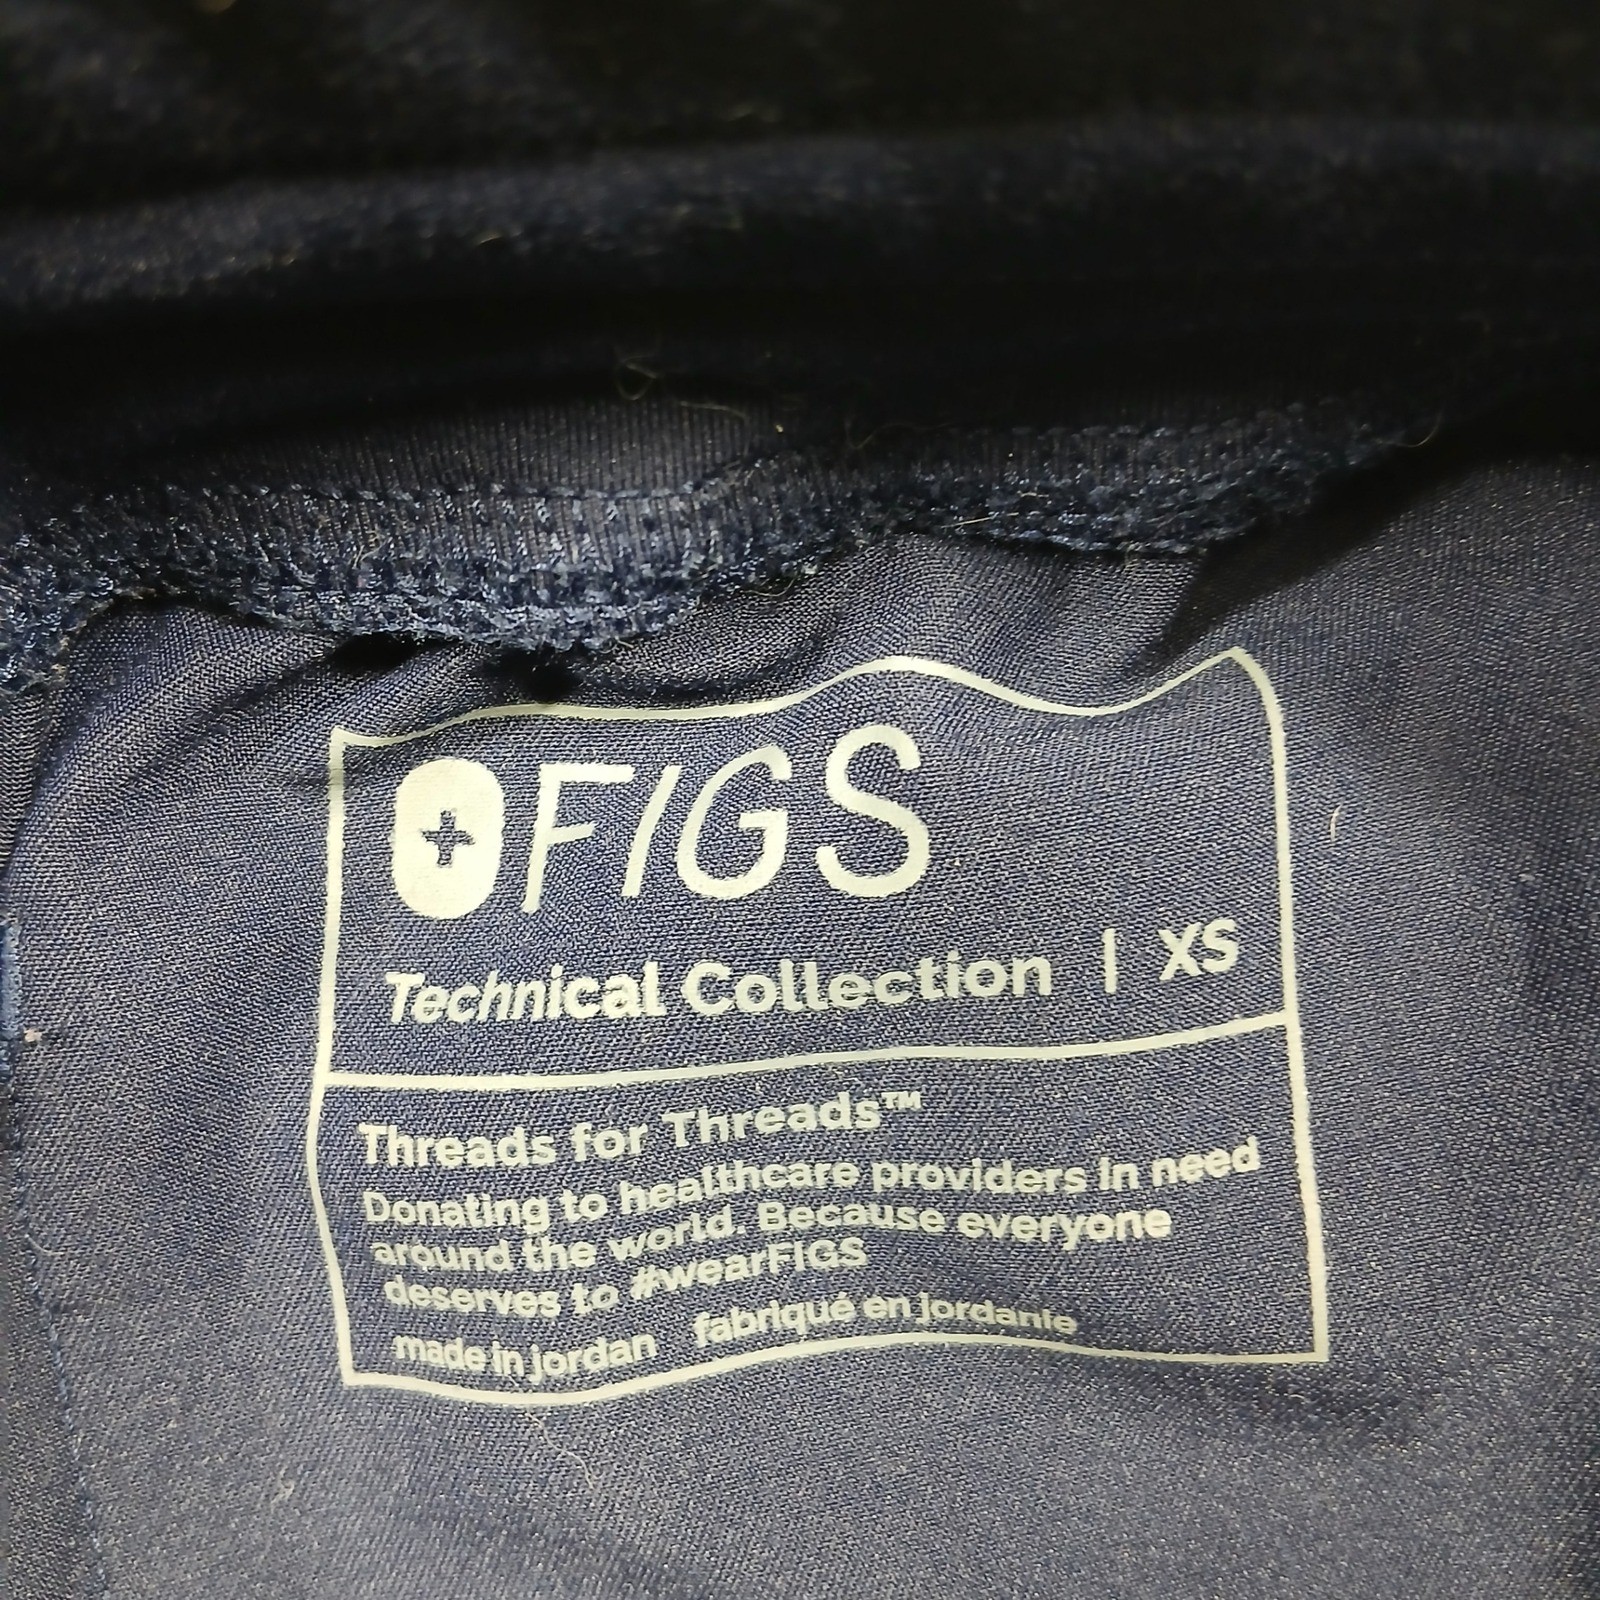 FIGS
Technical Collection | XS
Threads for Threads™
Donating to healthcare providers in need
around the world. Because everyone
deserves to #wearFIGS
made in jordan fabriqué en jordanie